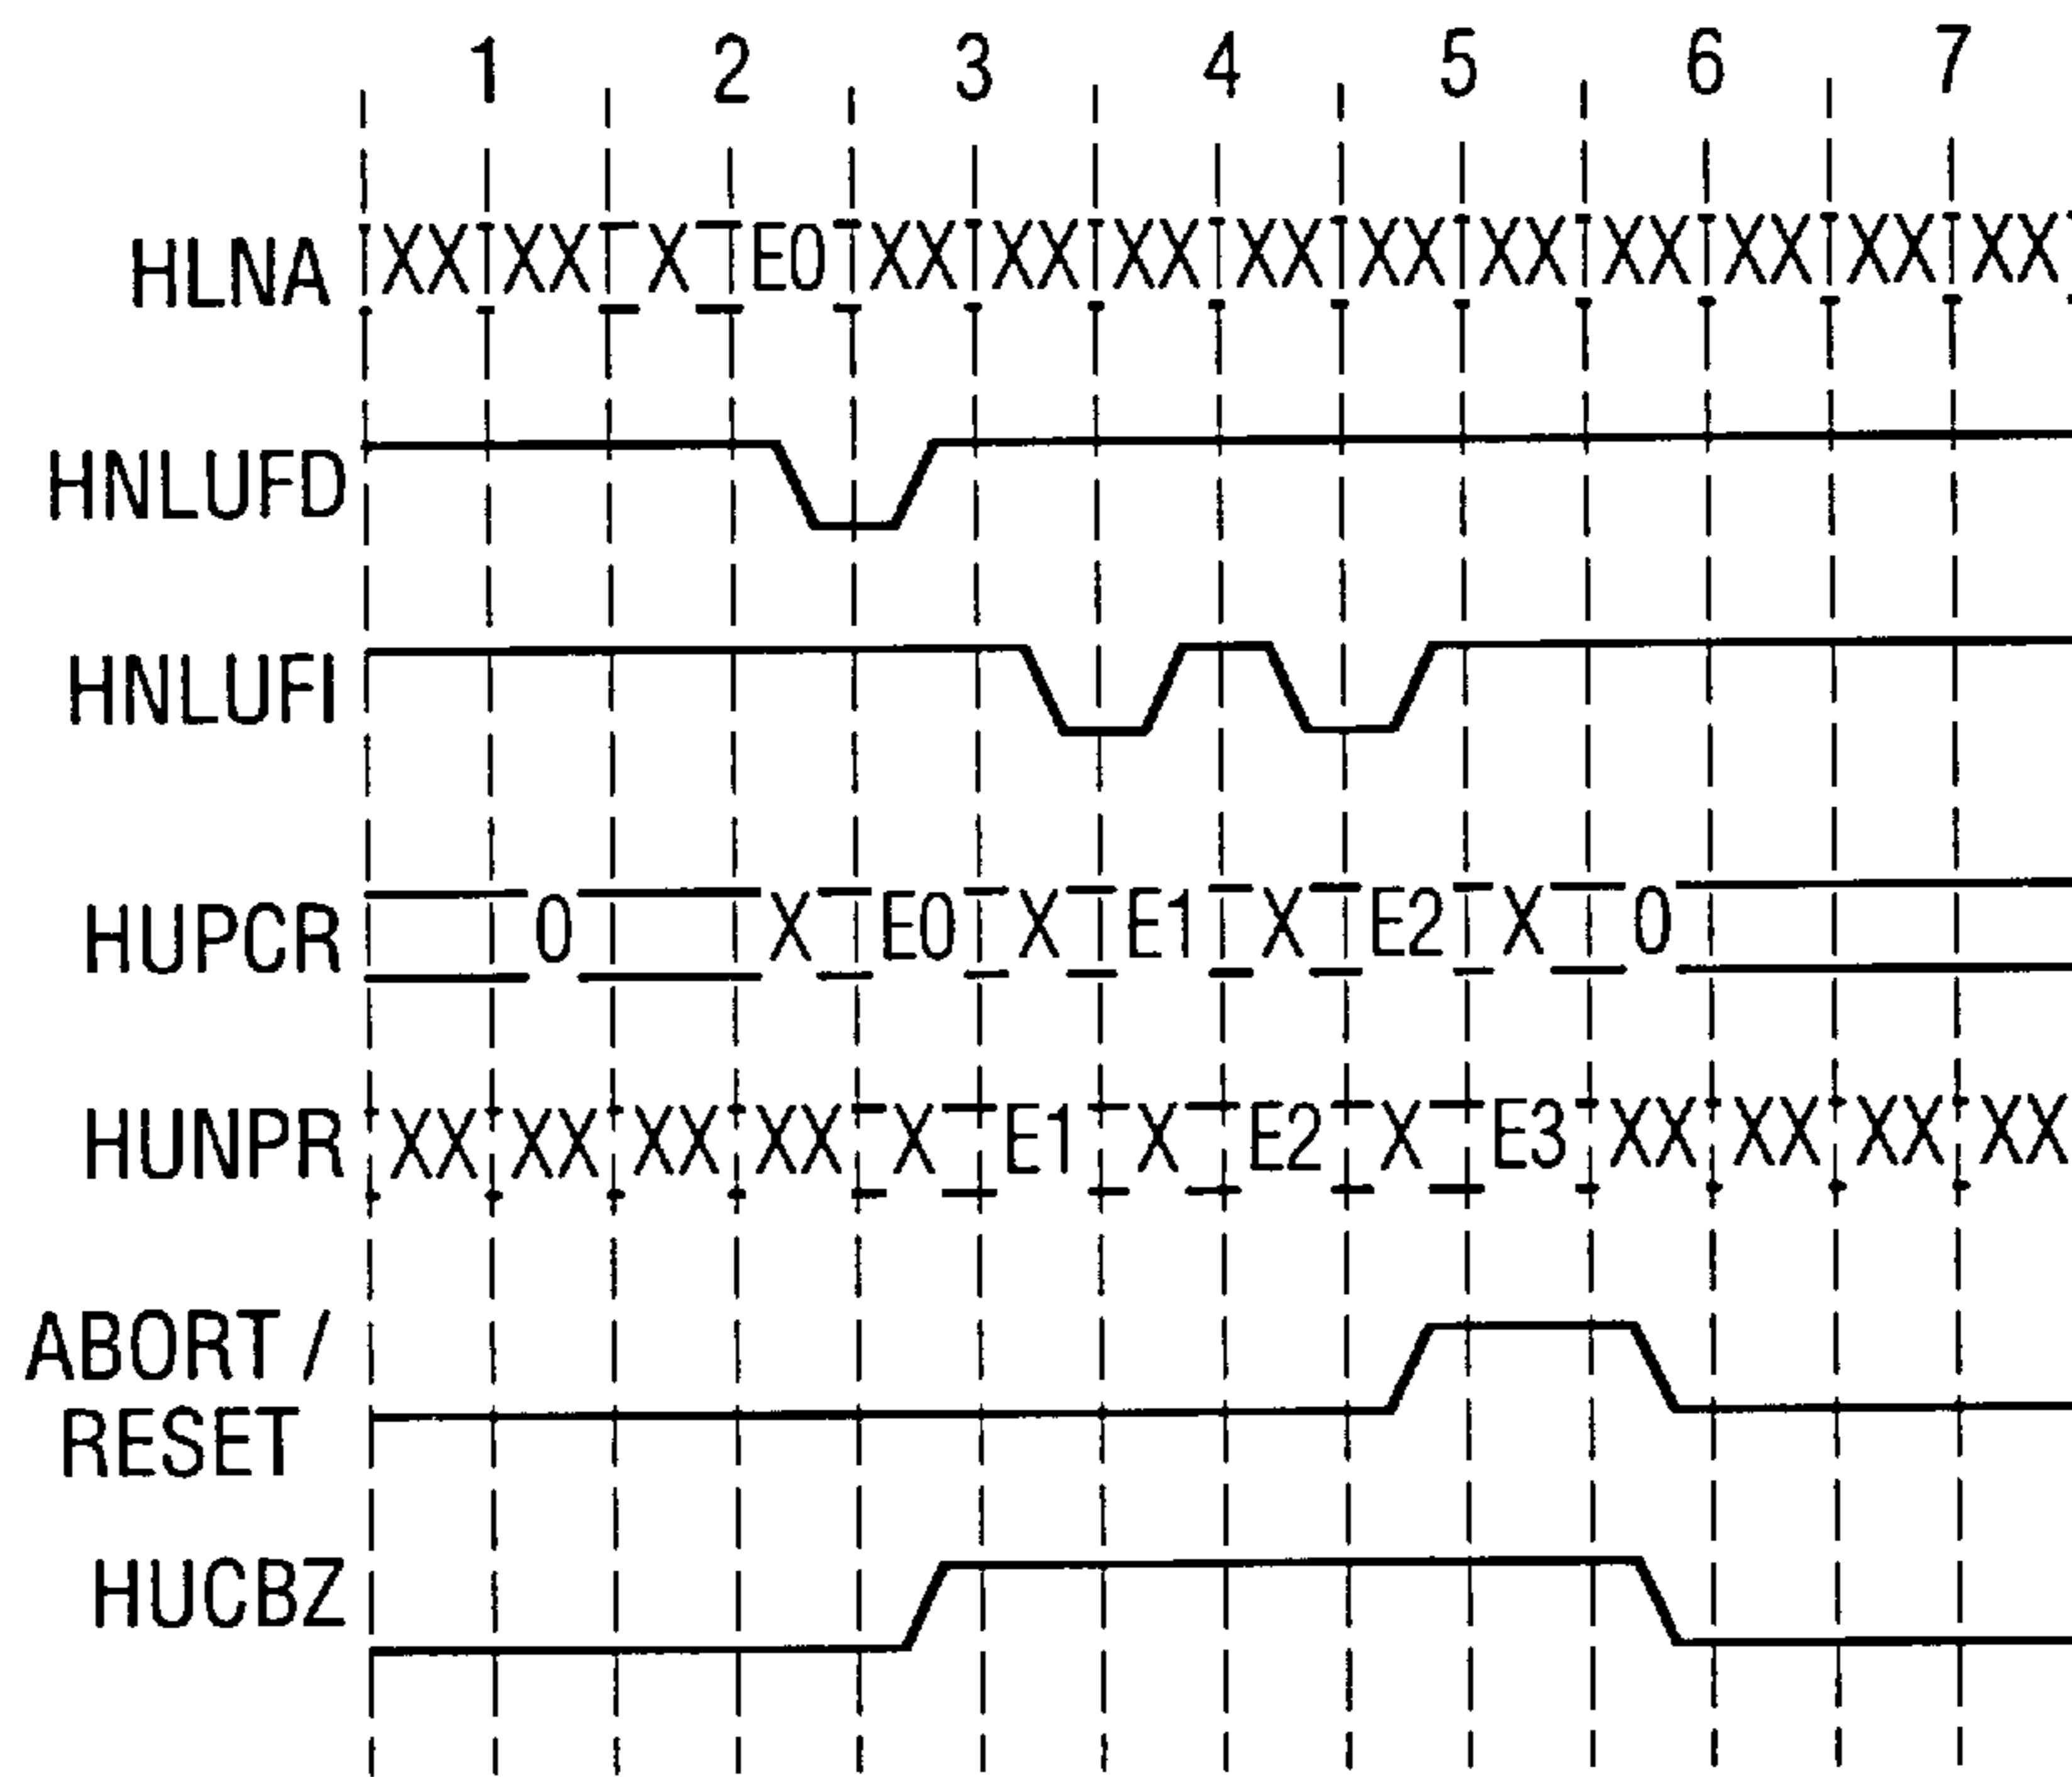 1 2 3 4 5 6 7
HLNA XX XX X E0 XX XX XX XX XX XX XX XX XX XX
HNLUFD
HNLUFI
HUPCR 0 X E0 X E1 X E2 X 0
HUNPR XX XX XX XX X E1 X E2 X E3 XX XX XX XX
ABORT /
RESET
HUCBZ